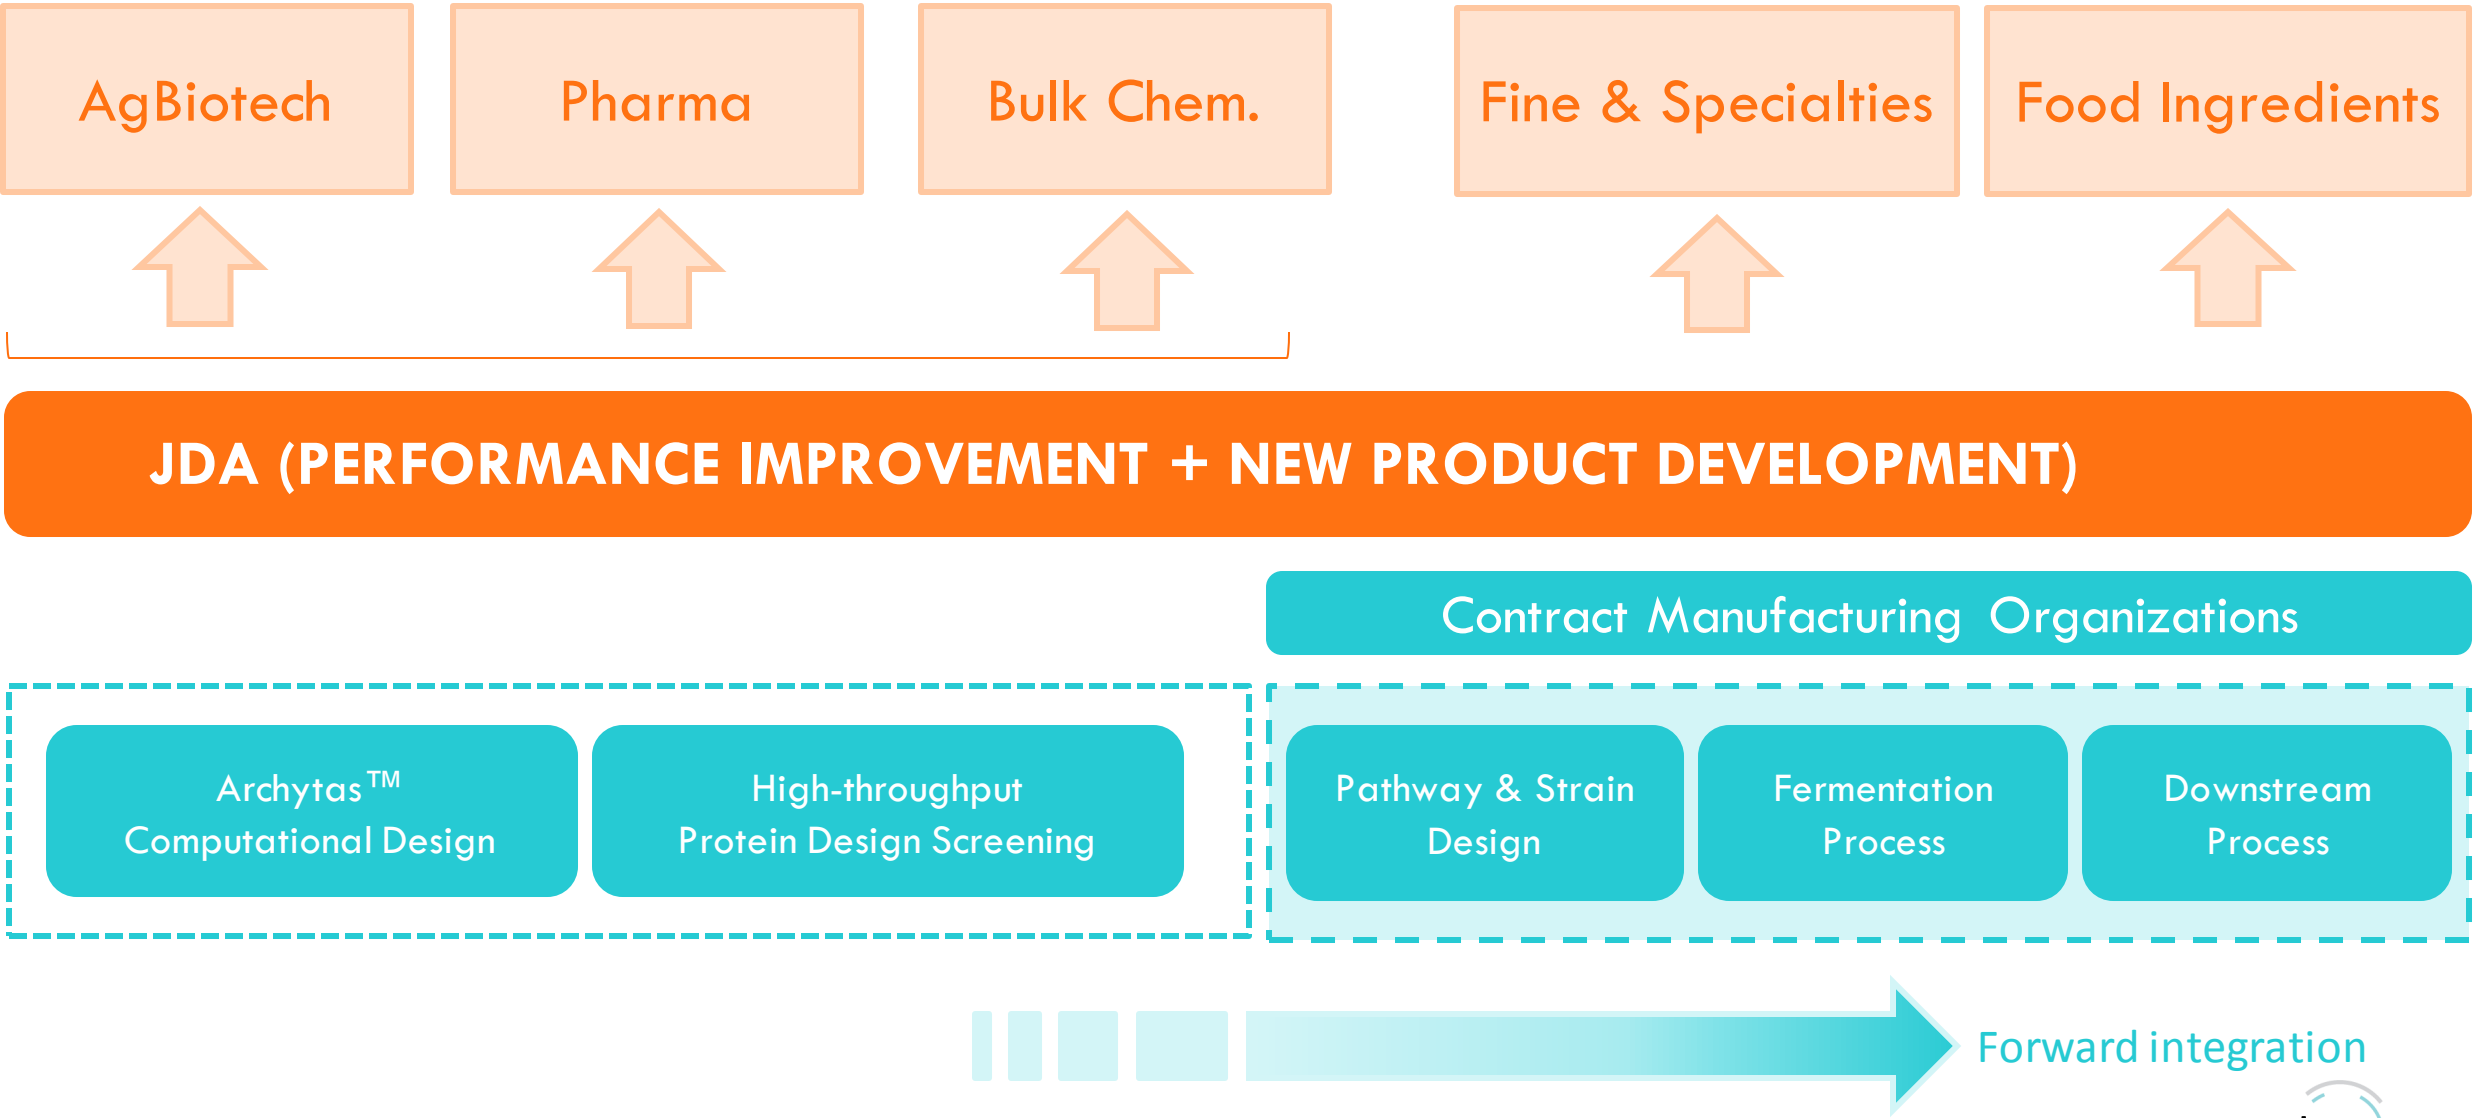 AgBiotech
Pharma
Bulk Chem.
Fine & Specialties
Food Ingredients
JDA (PERFORMANCE IMPROVEMENT + NEW PRODUCT DEVELOPMENT)
Contract Manufacturing Organizations
Archytas™
Computational Design
High-throughput
Protein Design Screening
Pathway & Strain
Design
Fermentation
Process
Downstream
Process
Forward integration